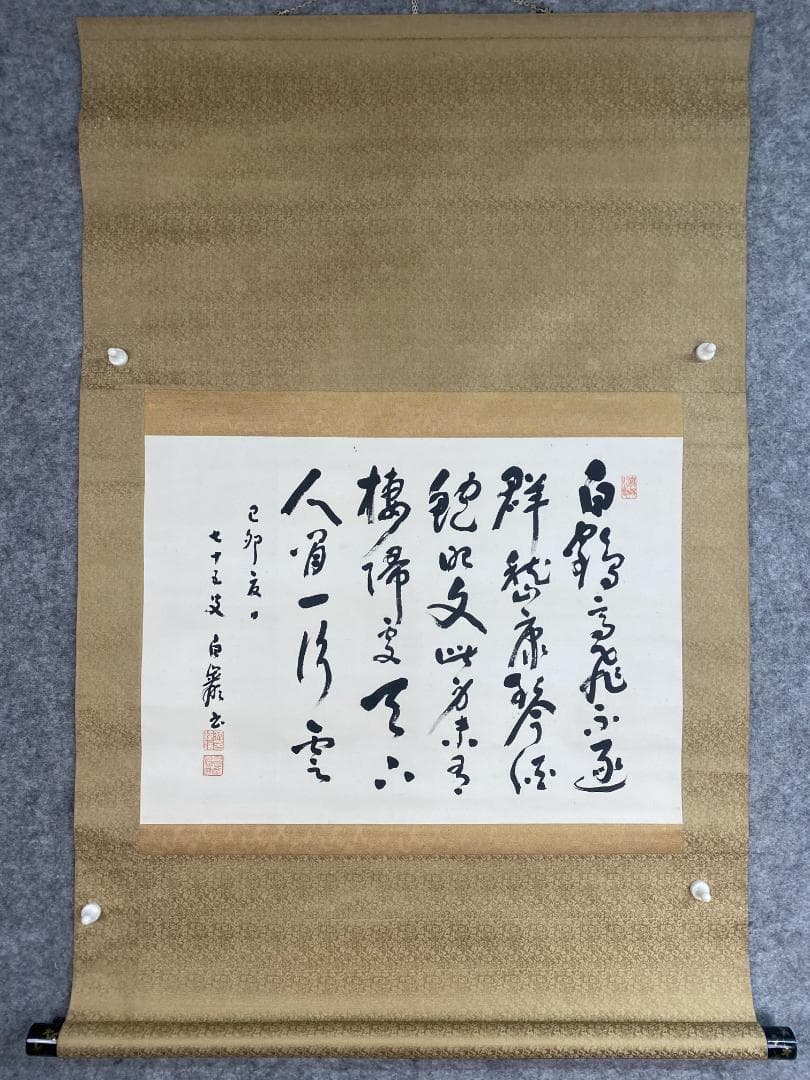 白鶴高飛不逐
群嵇康琴酒
鮑昭文此身未有
棲歸處天下
人間一片雲
己卯夏日
七十五叟 白巖書